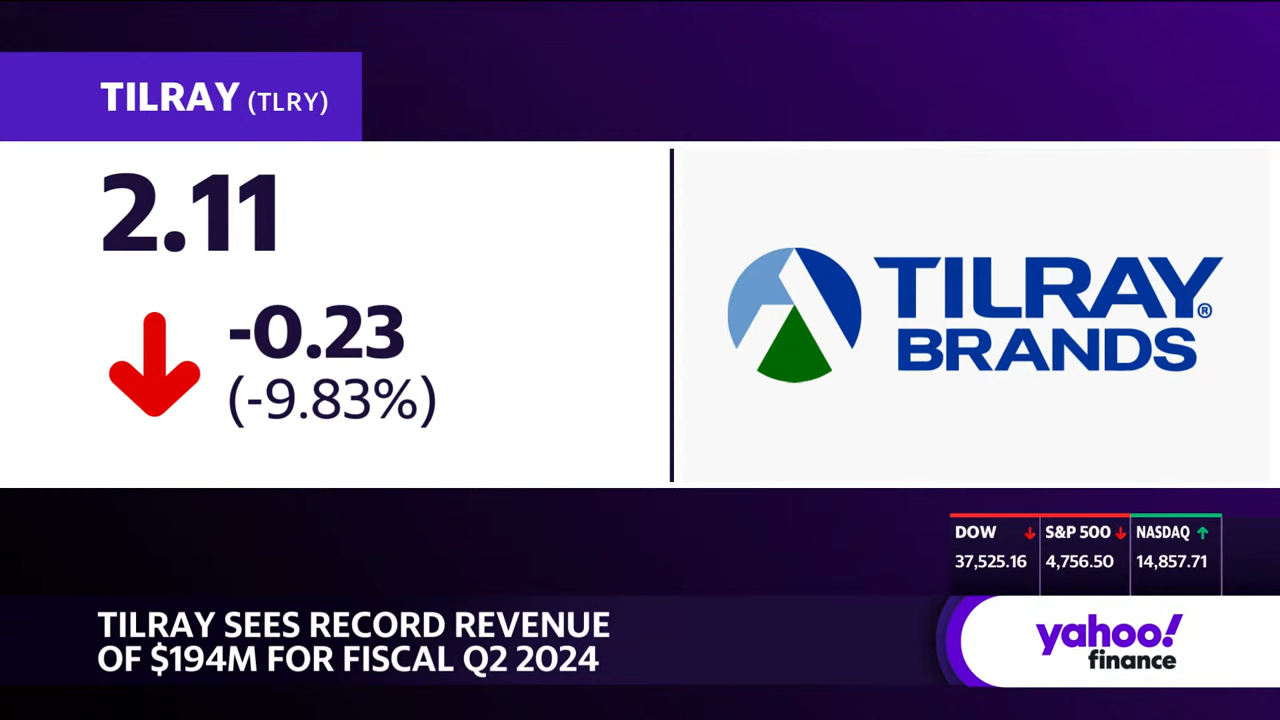 TILRAY (TLRY)
2.11
-0.23
(-9.83%)
TILRAY®
BRANDS
DOW S&P 500 NASDAQ
37,525.16 4,756.50 14,857.71
TILRAY SEES RECORD REVENUE
OF $194M FOR FISCAL Q2 2024
yahoo!
finance